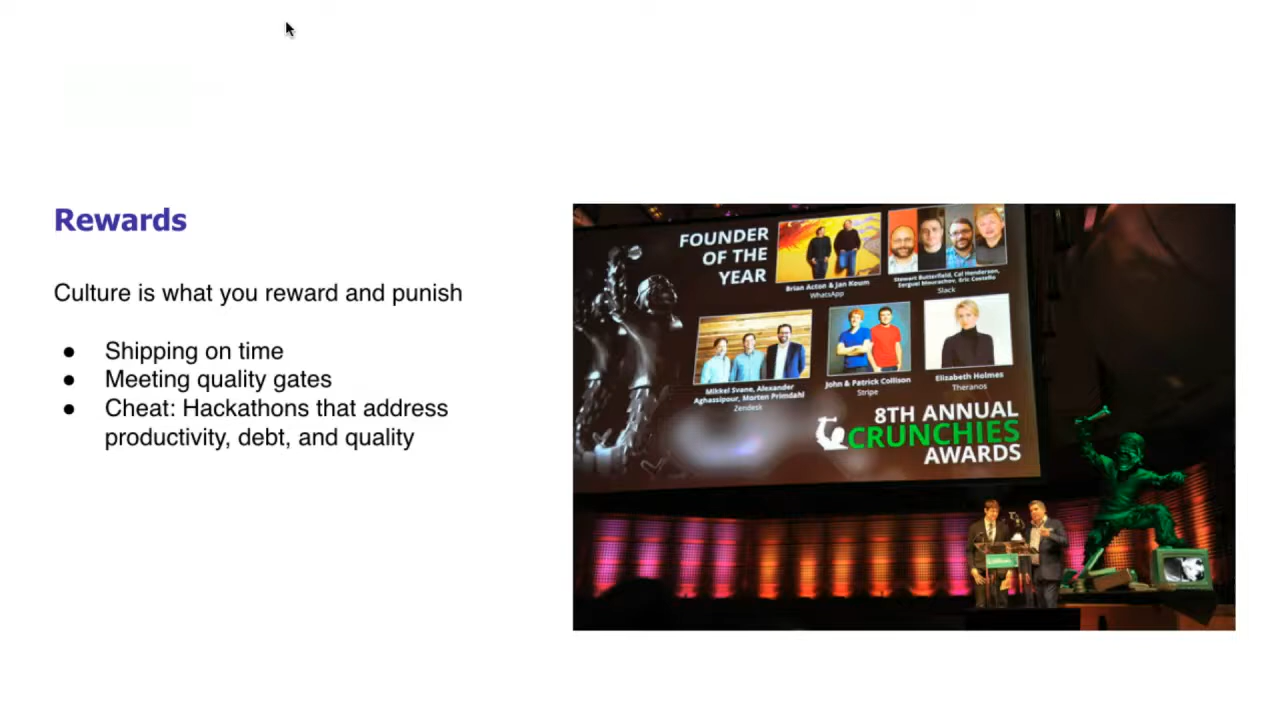 Rewards
Culture is what you reward and punish
● Shipping on time
● Meeting quality gates
● Cheat: Hackathons that address
productivity, debt, and quality
FOUNDER
OF THE
YEAR
Brian Acton & Jan Koum
WhatsApp
Stewart Butterfield, Cal Henderson,
Serguei Mourachov, Eric Costello
Slack
Mikkel Svane, Alexander
Aghassipour, Morten Primdahl
Zendesk
John & Patrick Collison
Stripe
Elizabeth Holmes
Theranos
8TH ANNUAL
CRUNCHIES
AWARDS